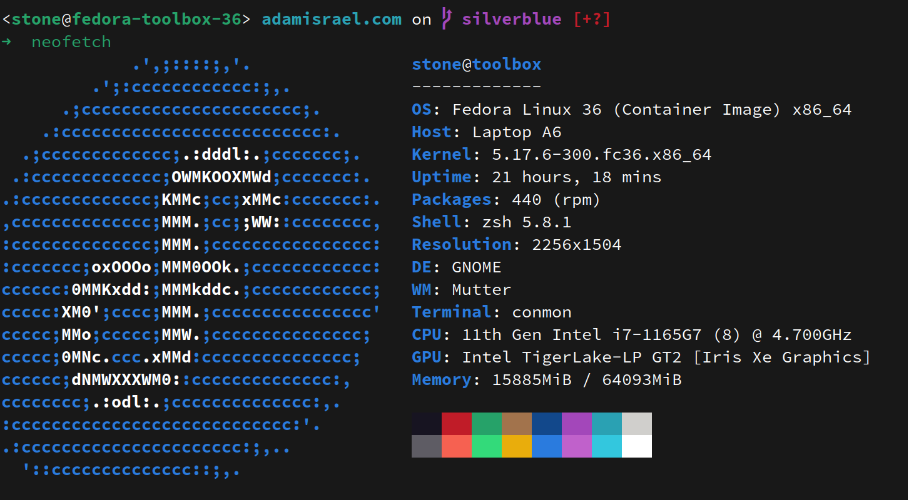 <stone@fedora-toolbox-36> adamisrael.com on silverblue [+?]
→ neofetch
             .',;::::;,'.                stone@toolbox
         .';:cccccccccccc:;,.            -------------
      .;cccccccccccccccccccccc;.         OS: Fedora Linux 36 (Container Image) x86_64
    .:cccccccccccccccccccccccccc:.       Host: Laptop A6
  .;ccccccccccccc;.:dddl:.;ccccccc;.     Kernel: 5.17.6-300.fc36.x86_64
 .:ccccccccccccc;OWMKOOXMWd;ccccccc:.    Uptime: 21 hours, 18 mins
.:ccccccccccccc;KMMc;cc;xMMc:ccccccc:.   Packages: 440 (rpm)
,cccccccccccccc;MMM.;cc;;WW::cccccccc,   Shell: zsh 5.8.1
:cccccccccccccc;MMM.;cccccccccccccccc:   Resolution: 2256x1504
:ccccccc;oxOOOo;MMM0OOk.;cccccccccccc:   DE: GNOME
cccccc:0MMKxdd:;MMMkddc.;cccccccccccc;   WM: Mutter
ccccc:XM0';cccc;MMM.;cccccccccccccccc'   Terminal: conmon
ccccc;MMo;ccccc;MMW.;ccccccccccccccc;    CPU: 11th Gen Intel i7-1165G7 (8) @ 4.700GHz
ccccc;0MNc.ccc.xMMd:ccccccccccccccc;     GPU: Intel TigerLake-LP GT2 [Iris Xe Graphics]
cccccc;dNMWXXXWM0::cccccccccccccc:,      Memory: 15885MiB / 64093MiB
cccccccc;.:odl:.;cccccccccccccc:,.
:cccccccccccccccccccccccccccc:'.
.:cccccccccccccccccccccc:;,..
  '::cccccccccccccc::;,.